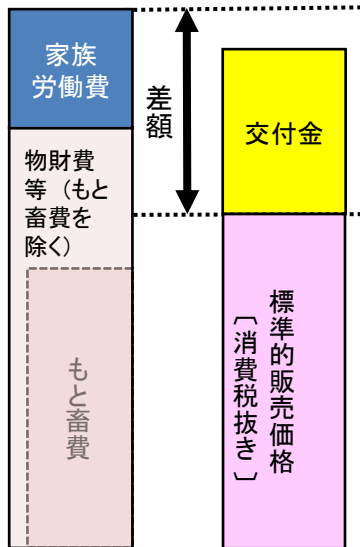 家族
労働費
物財費
等（もと
畜費を
除く）
もと畜費
差額
交付金
標準的販売価格
〔消費税抜き〕